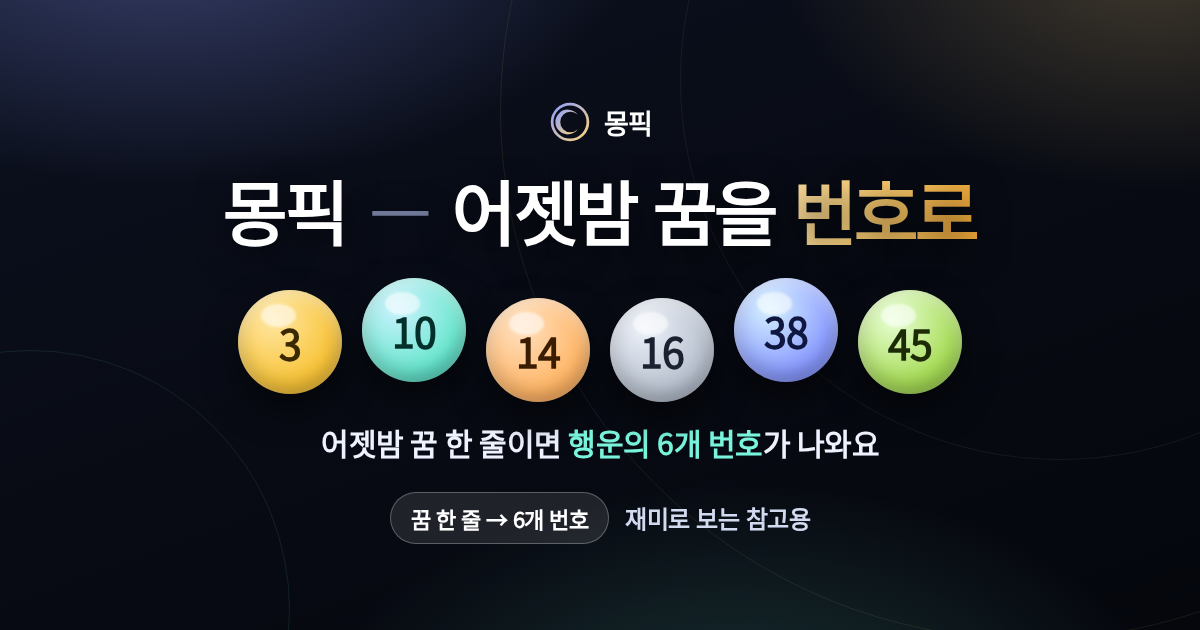 몽픽
몽픽 — 어젯밤 꿈을 번호로
3 10 14 16 38 45
어젯밤 꿈 한 줄이면 행운의 6개 번호가 나와요
꿈 한 줄 → 6개 번호 재미로 보는 참고용